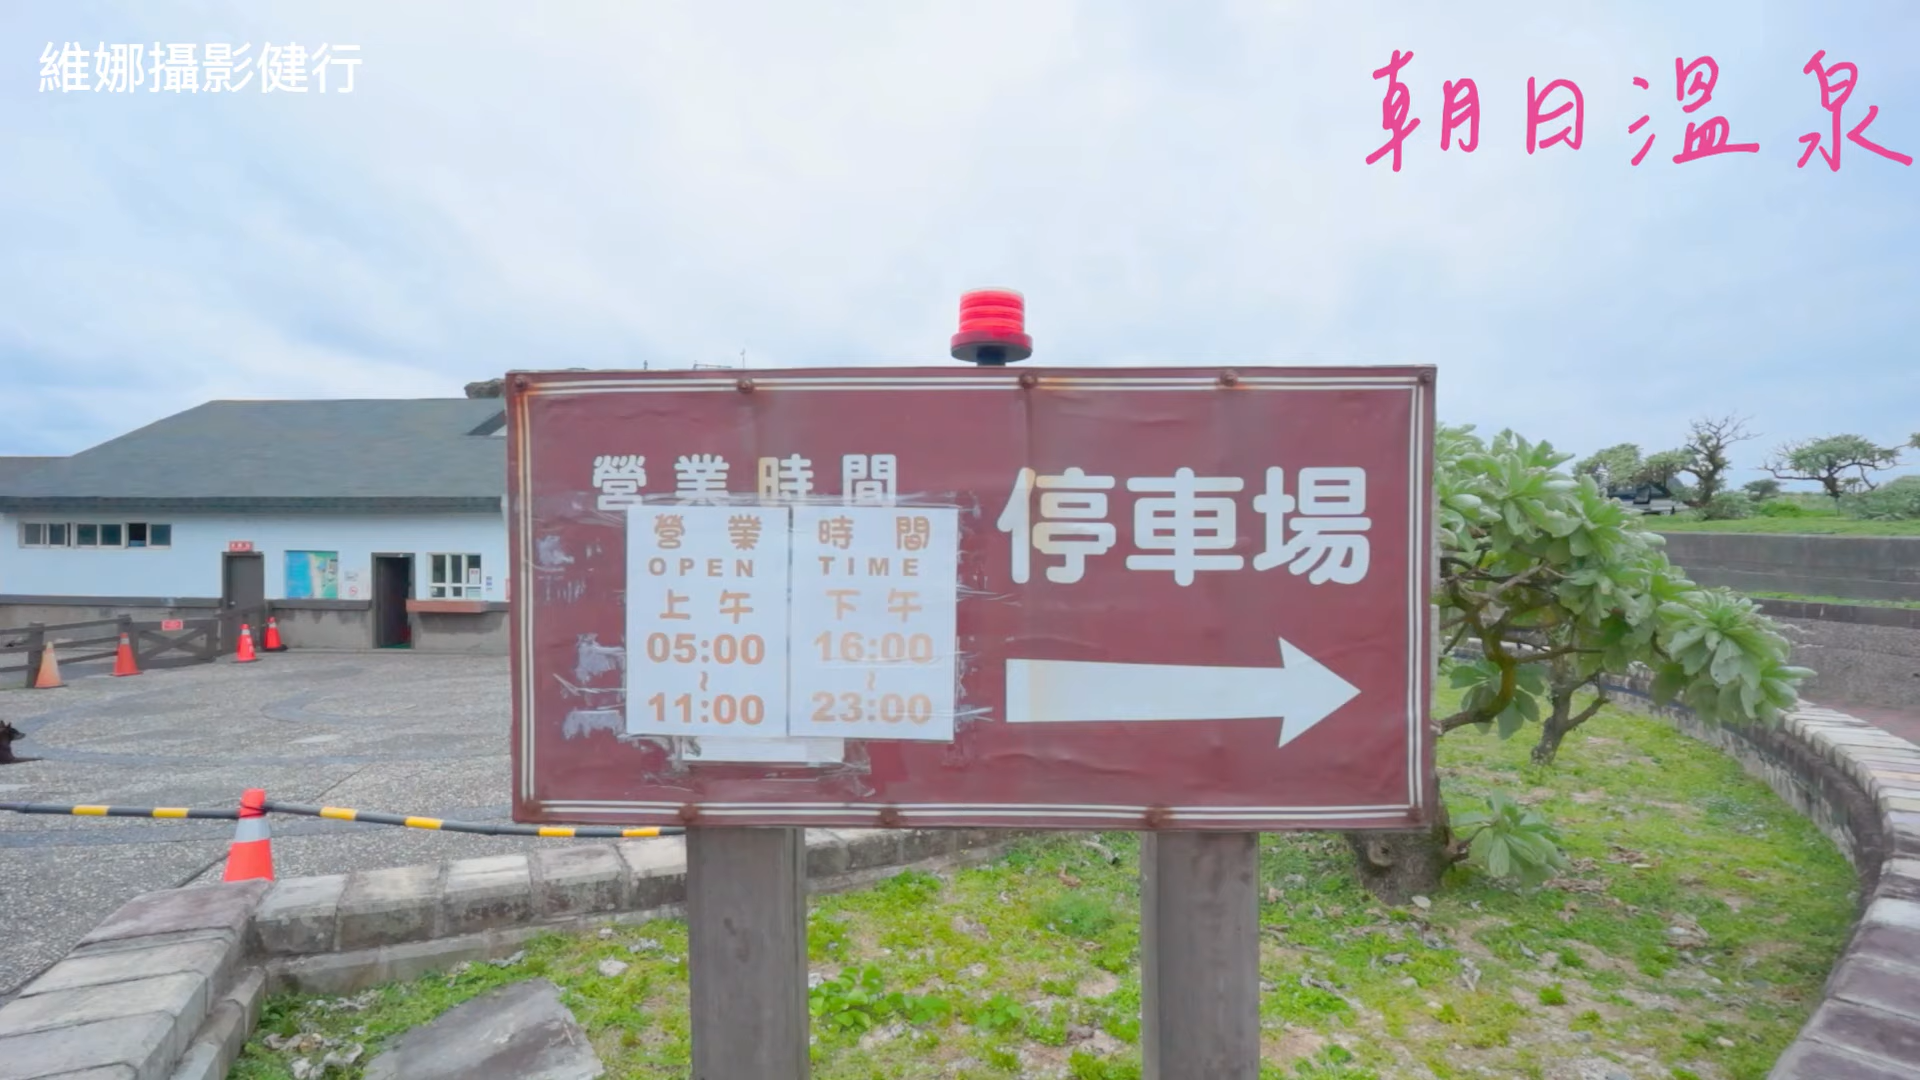 維娜攝影健行
朝日溫泉
營業時間
營業 時間
OPEN TIME
上午 下午
05:00 16:00
~ ~
11:00 23:00
停車場